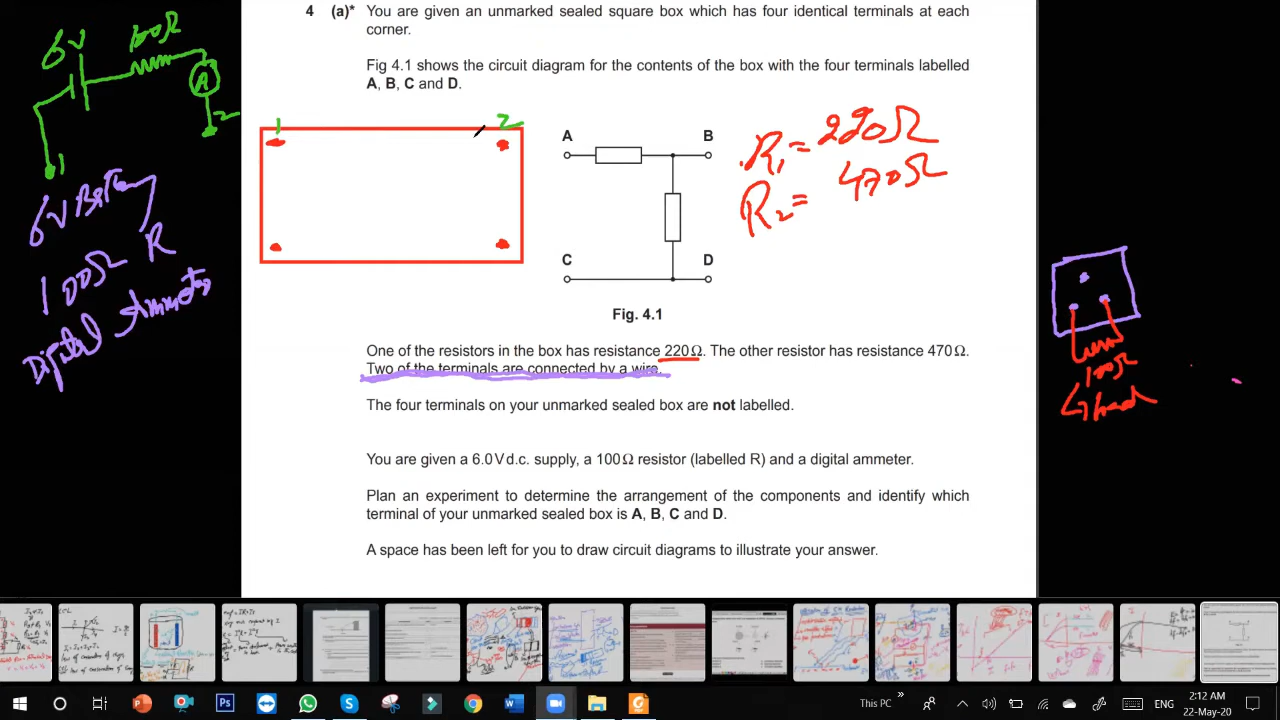 4 (a)* You are given an unmarked sealed square box which has four identical terminals at each
corner.
Fig 4.1 shows the circuit diagram for the contents of the box with the four terminals labelled
A, B, C and D.
6V 100Ω
A
2
1
6V Battery
100Ω R
Digital Ammeter
1 2
A B
C D
R1 = 220Ω
R2 = 470Ω
100Ω
Fig. 4.1
One of the resistors in the box has resistance 220Ω. The other resistor has resistance 470Ω.
Two of the terminals are connected by a wire.
The four terminals on your unmarked sealed box are not labelled.
You are given a 6.0V d.c. supply, a 100Ω resistor (labelled R) and a digital ammeter.
Plan an experiment to determine the arrangement of the components and identify which
terminal of your unmarked sealed box is A, B, C and D.
A space has been left for you to draw circuit diagrams to illustrate your answer.
This PC
ENG
2:12 AM
22-May-20